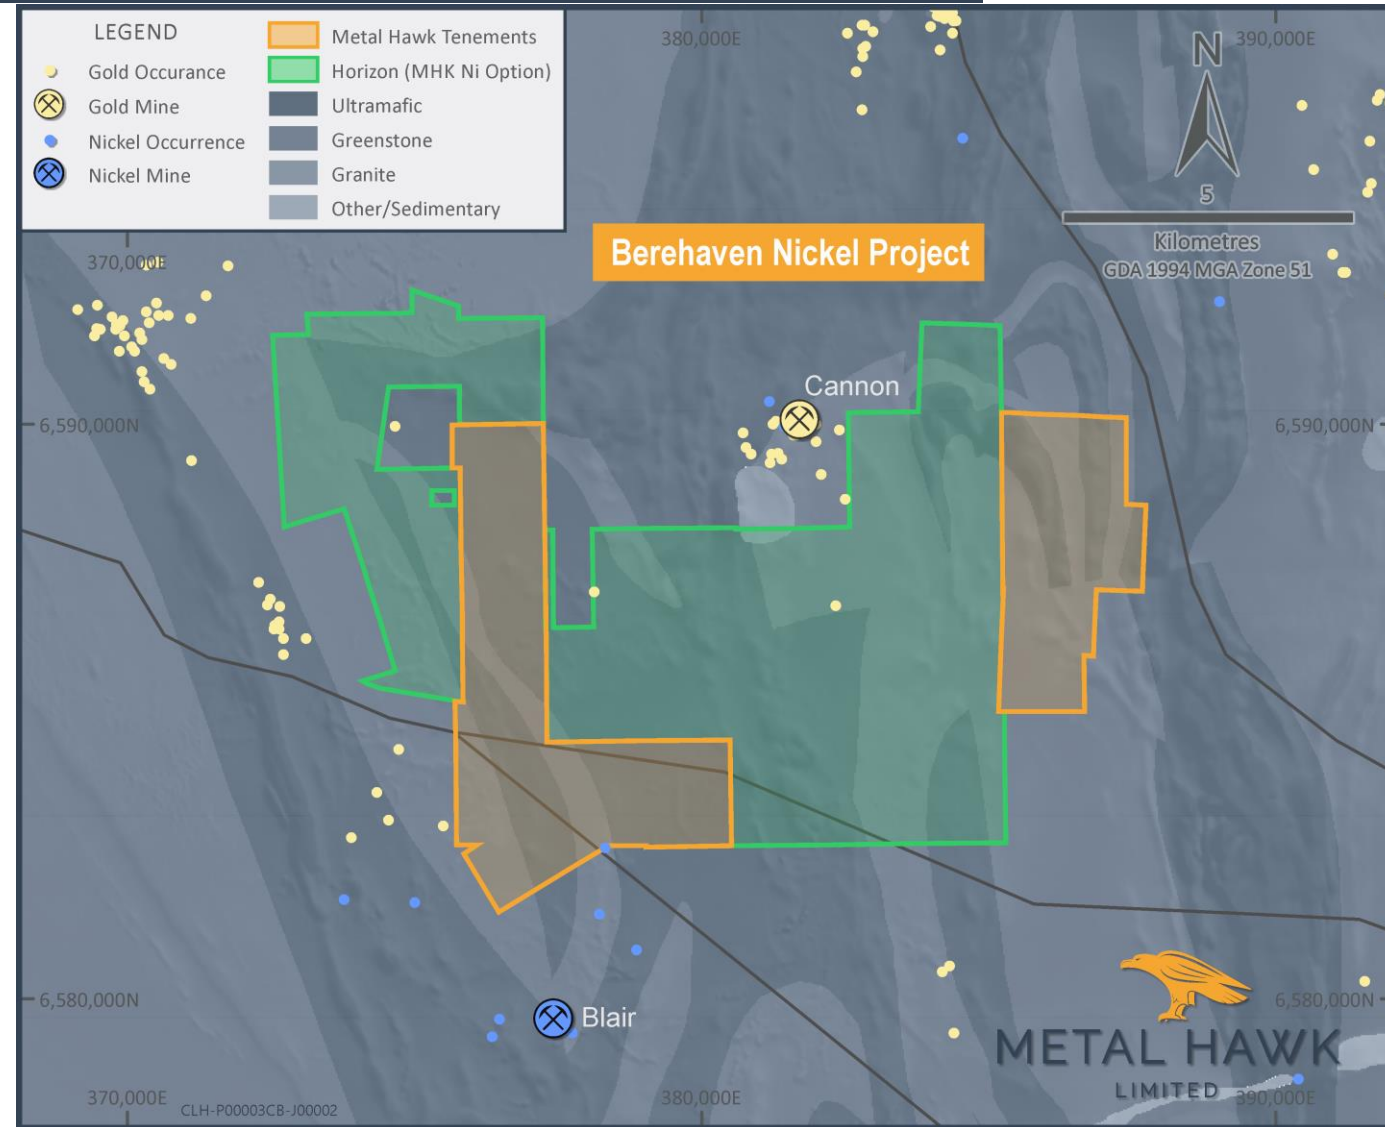 LEGEND
Gold Occurance
Gold Mine
Nickel Occurrence
Nickel Mine
Metal Hawk Tenements
Horizon (MHK Ni Option)
Ultramafic
Greenstone
Granite
Other/Sedimentary
380,000E
390,000E
N
5
Kilometres
GDA 1994 MGA Zone 51
Berehaven Nickel Project
370,000E
Cannon
6,590,000N
6,590,000N
6,580,000N
Blair
6,580,000N
METAL HAWK
LIMITED
370,000E
CLH-P00003CB-J00002
380,000E
390,000E